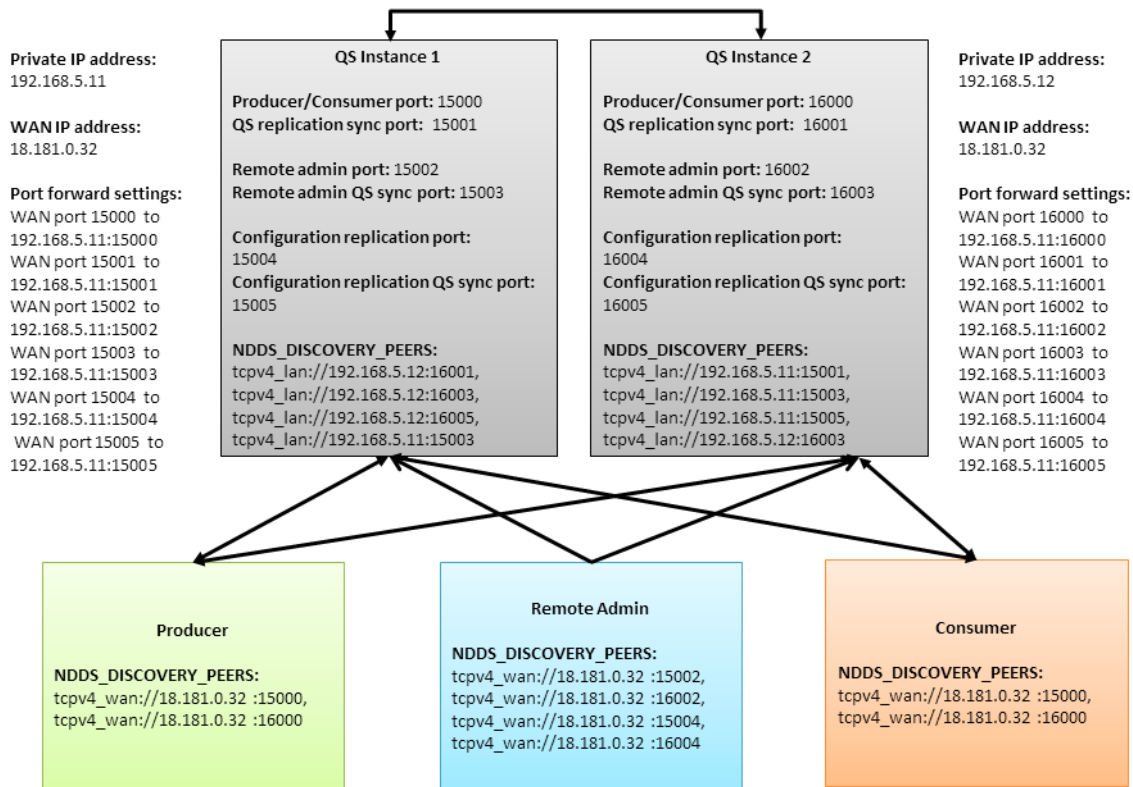 Private IP address:
192.168.5.11
WAN IP address:
18.181.0.32
Port forward settings:
WAN port 15000 to
192.168.5.11:15000
WAN port 15001 to
192.168.5.11:15001
WAN port 15002 to
192.168.5.11:15002
WAN port 15003 to
192.168.5.11:15003
WAN port 15004 to
192.168.5.11:15004
WAN port 15005 to
192.168.5.11:15005
QS Instance 1
Producer/Consumer port: 15000
QS replication sync port: 15001
Remote admin port: 15002
Remote admin QS sync port: 15003
Configuration replication port:
15004
Configuration replication QS sync port:
15005
NDDS_DISCOVERY_PEERS:
tcpv4_lan://192.168.5.12:16001,
tcpv4_lan://192.168.5.12:16003,
tcpv4_lan://192.168.5.12:16005,
tcpv4_lan://192.168.5.11:15003
QS Instance 2
Producer/Consumer port: 16000
QS replication sync port: 16001
Remote admin port: 16002
Remote admin QS sync port: 16003
Configuration replication port:
16004
Configuration replication QS sync port:
16005
NDDS_DISCOVERY_PEERS:
tcpv4_lan://192.168.5.11:15001,
tcpv4_lan://192.168.5.11:15003,
tcpv4_lan://192.168.5.11:15005,
tcpv4_lan://192.168.5.12:16003
Private IP address:
192.168.5.12
WAN IP address:
18.181.0.32
Port forward settings:
WAN port 16000 to
192.168.5.11:16000
WAN port 16001 to
192.168.5.11:16001
WAN port 16002 to
192.168.5.11:16002
WAN port 16003 to
192.168.5.11:16003
WAN port 16004 to
192.168.5.11:16004
WAN port 16005 to
192.168.5.11:16005
Producer
NDDS_DISCOVERY_PEERS:
tcpv4_wan://18.181.0.32 :15000,
tcpv4_wan://18.181.0.32 :16000
Remote Admin
NDDS_DISCOVERY_PEERS:
tcpv4_wan://18.181.0.32 :15002,
tcpv4_wan://18.181.0.32 :16002,
tcpv4_wan://18.181.0.32 :15004,
tcpv4_wan://18.181.0.32 :16004
Consumer
NDDS_DISCOVERY_PEERS:
tcpv4_wan://18.181.0.32 :15000,
tcpv4_wan://18.181.0.32 :16000